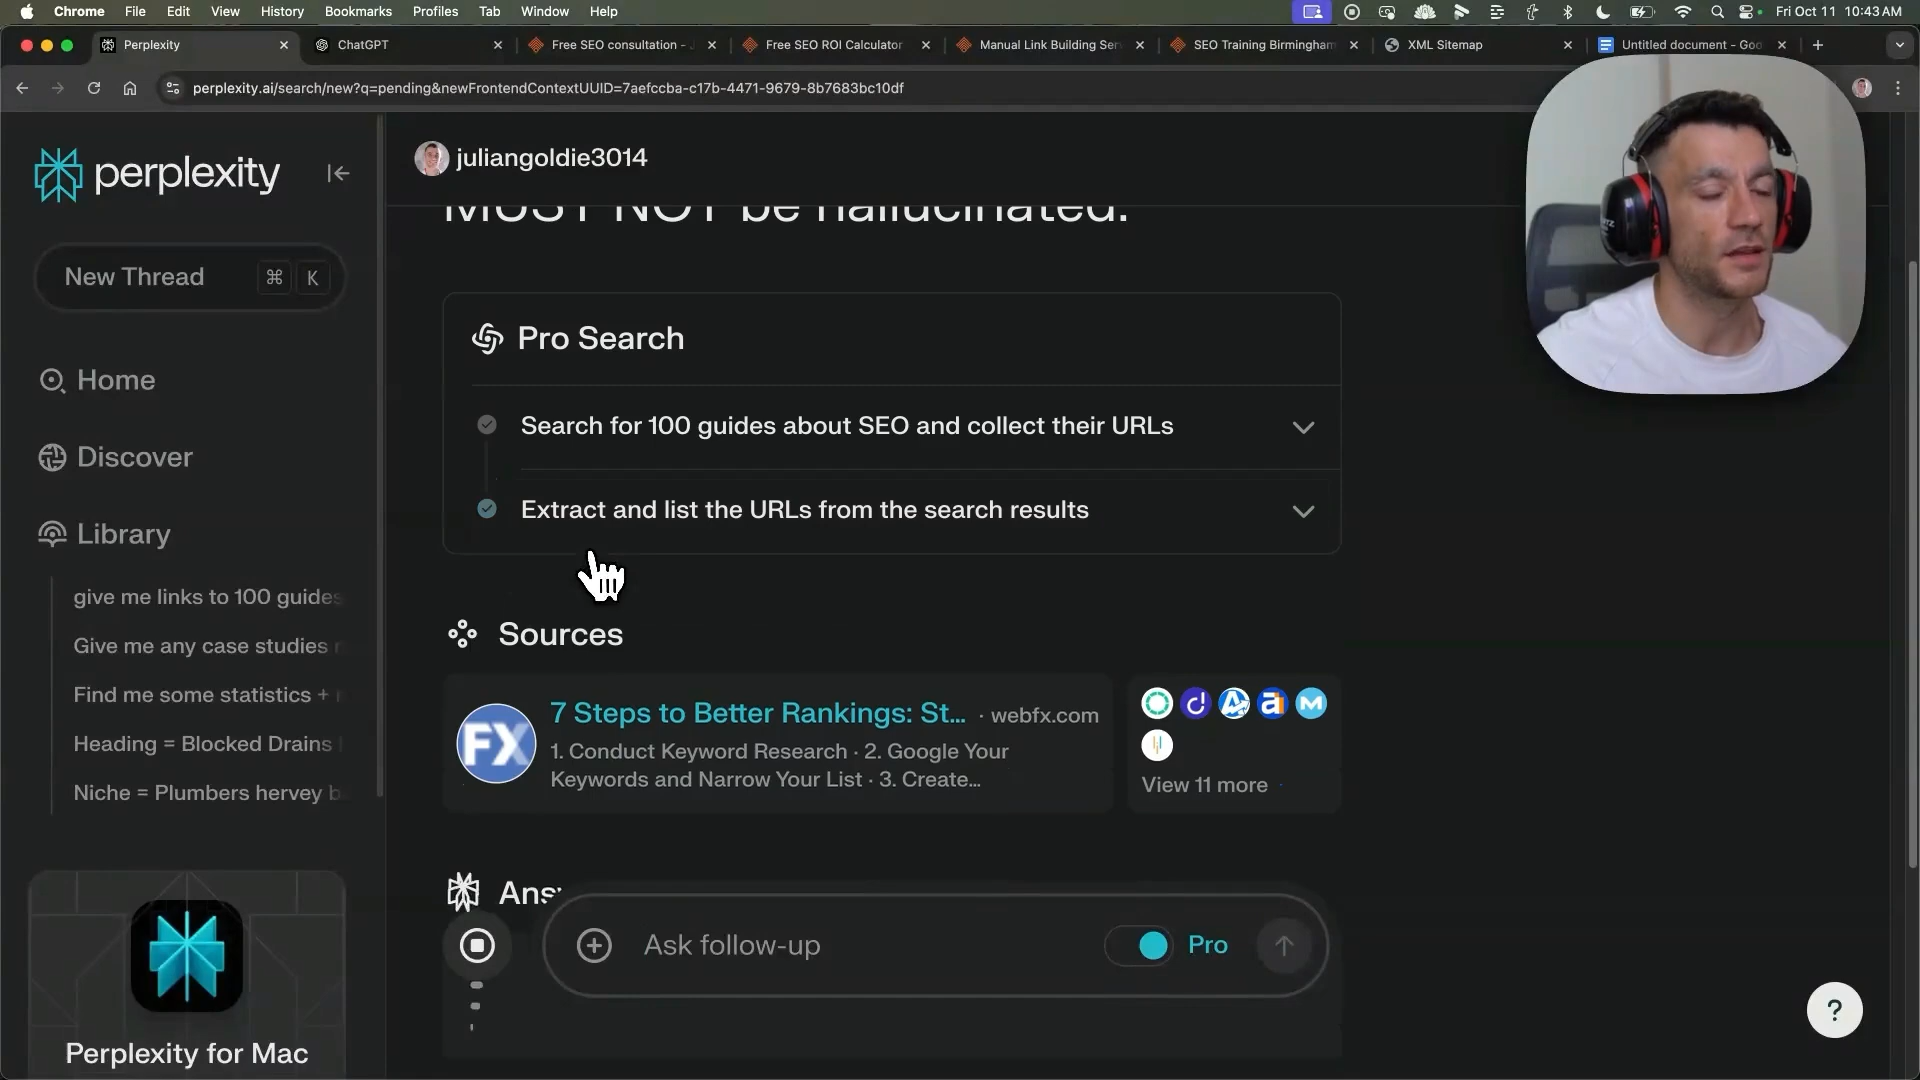 Chrome File Edit View History Bookmarks Profiles Tab Window Help Fri Oct 11 10:43 AM
Perplexity ChatGPT Free SEO consultation - Free SEO ROI Calculator Manual Link Building Ser SEO Training Birmingham XML Sitemap Untitled document - Goo
perplexity.ai/search/new?q=pending&newFrontendContextUUID=7aefccba-c17b-4471-9679-8b7683bc10df
perplexity
New Thread ⌘ K
Home
Discover
Library
give me links to 100 guides
Give me any case studies
Find me some statistics +
Heading = Blocked Drains
Niche = Plumbers hervey b
Perplexity for Mac
juliangoldie3014
MUST NOT be hallucinated.
Pro Search
Search for 100 guides about SEO and collect their URLs
Extract and list the URLs from the search results
Sources
FX
7 Steps to Better Rankings: St... · webfx.com
1. Conduct Keyword Research · 2. Google Your
Keywords and Narrow Your List · 3. Create...
View 11 more
Ans
Ask follow-up Pro
?